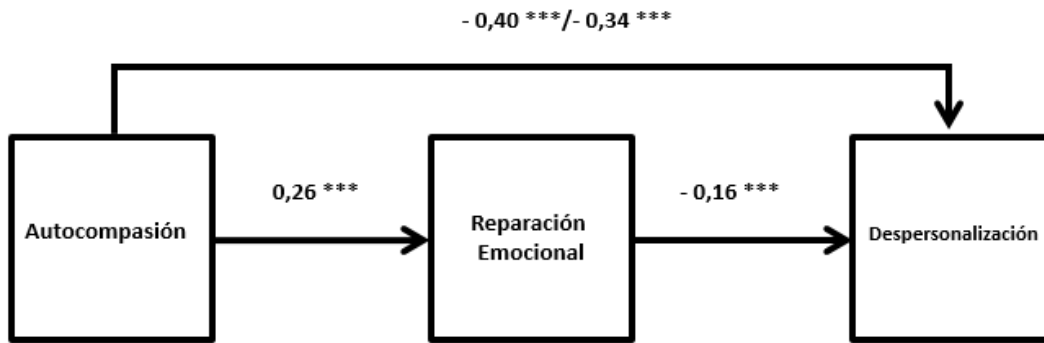 - 0,40 ***/- 0,34 ***
0,26 ***
- 0,16 ***
Autocompasión
Reparación
Emocional
Despersonalización